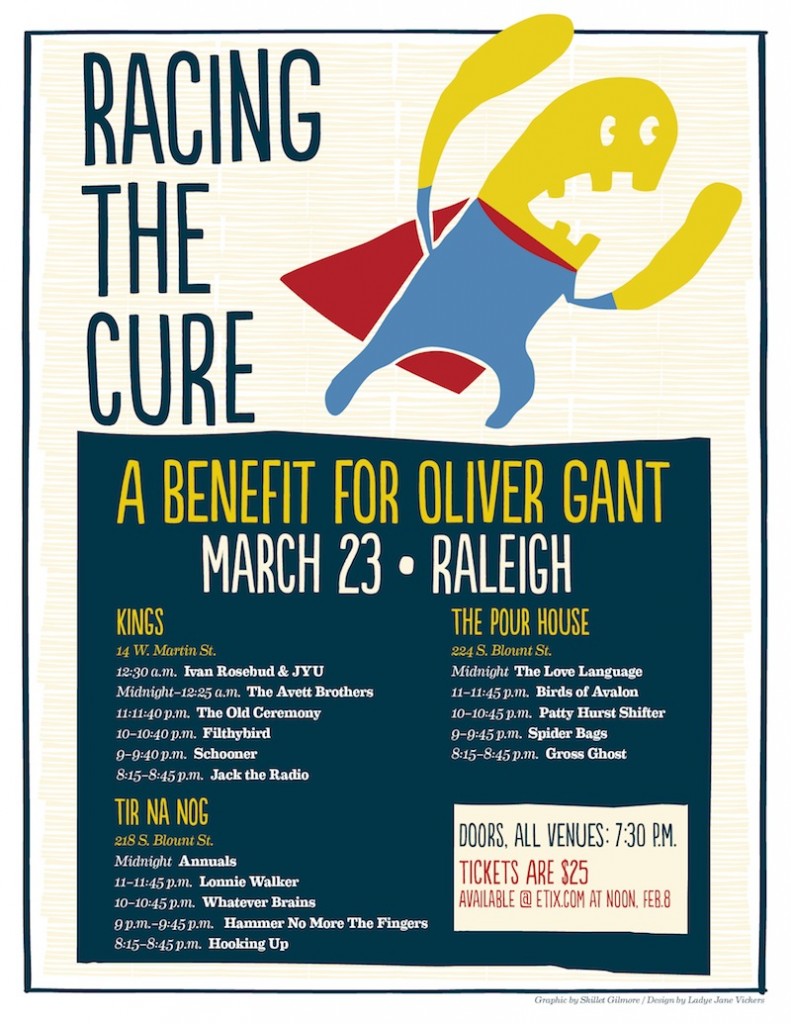 RACING
THE
CURE
A BENEFIT FOR OLIVER GANT
MARCH 23 • RALEIGH
KINGS
14 W. Martin St.
12:30 a.m. Ivan Rosebud & JYU
Midnight–12:25 a.m. The Avett Brothers
11:11:40 p.m. The Old Ceremony
10–10:40 p.m. Filthybird
9–9:40 p.m. Schooner
8:15–8:45 p.m. Jack the Radio
TIR NA NOG
218 S. Blount St.
Midnight Annuals
11–11:45 p.m. Lonnie Walker
10–10:45 p.m. Whatever Brains
9 p.m.–9:45 p.m. Hammer No More The Fingers
8:15–8:45 p.m. Hooking Up
THE POUR HOUSE
224 S. Blount St.
Midnight The Love Language
11–11:45 p.m. Birds of Avalon
10–10:45 p.m. Patty Hurst Shifter
9–9:45 p.m. Spider Bags
8:15–8:45 p.m. Gross Ghost
DOORS, ALL VENUES: 7:30 P.M.
TICKETS ARE $25
AVAILABLE @ ETIX.COM AT NOON, FEB.8
Graphic by Skillet Gilmore / Design by Ladye Jane Vickers